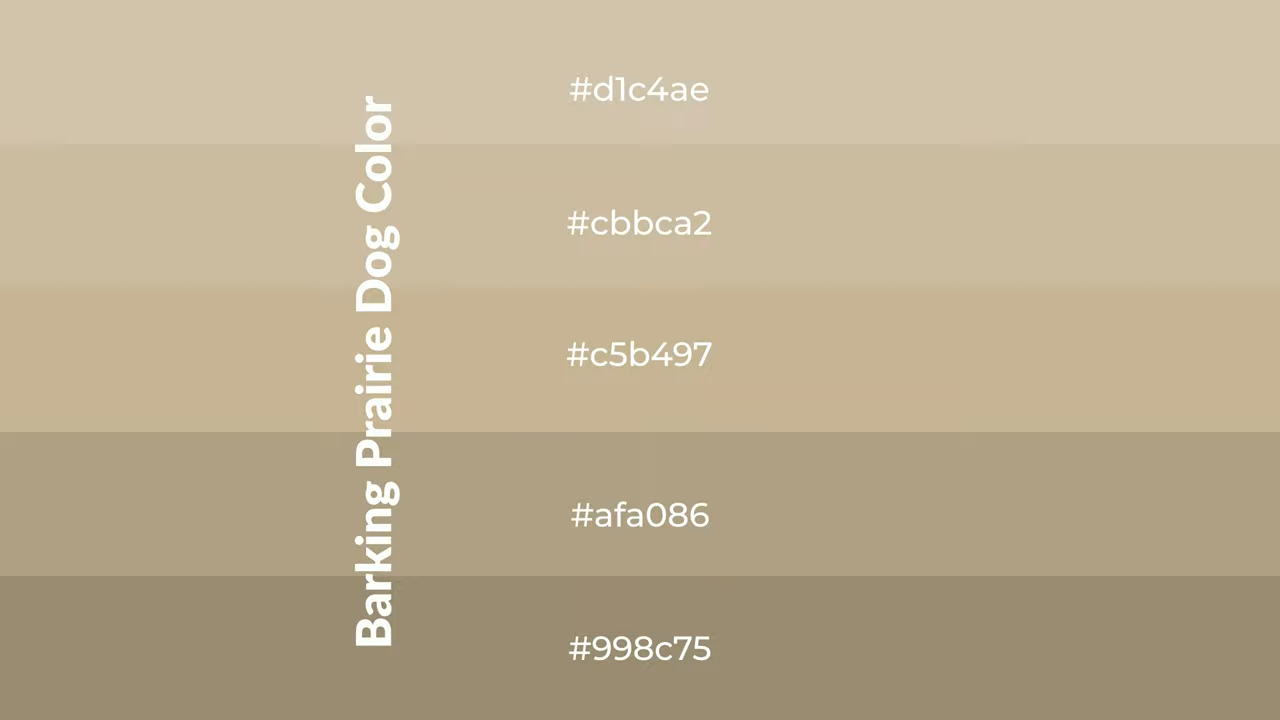 Barking Prairie Dog Color
#d1c4ae
#cbbca2
#c5b497
#afa086
#998c75